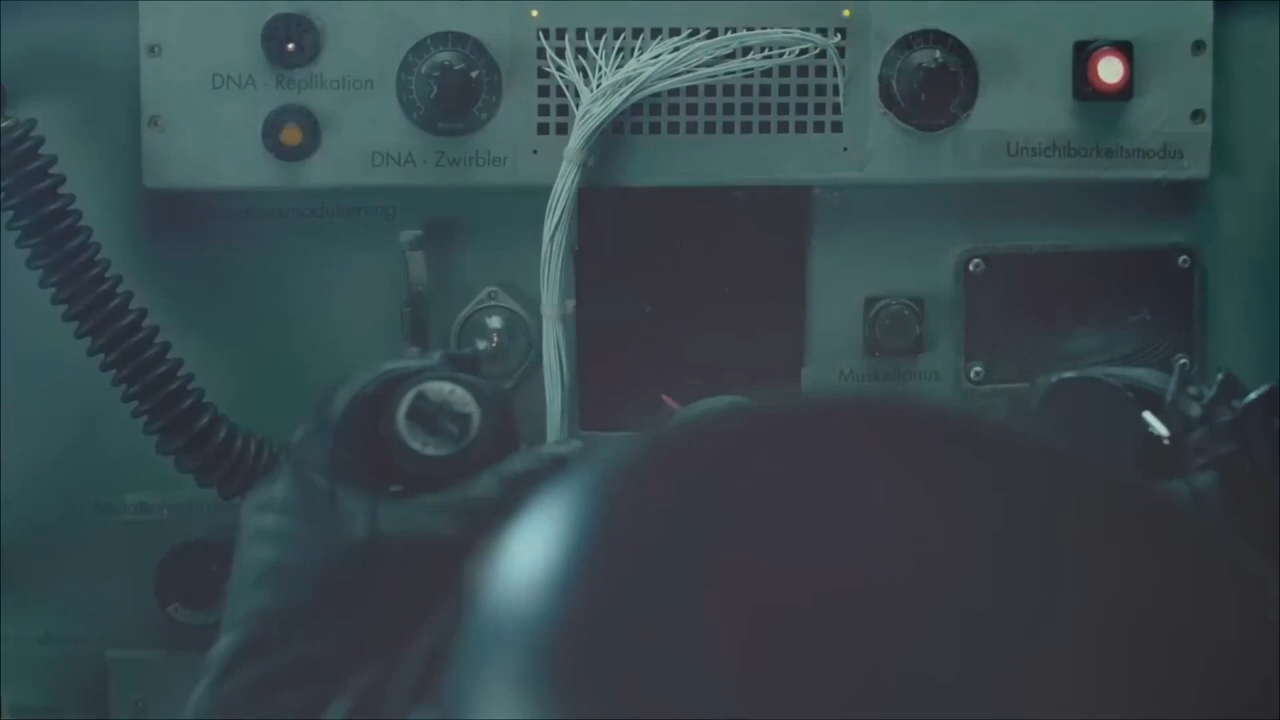 DNA - Replikation
DNA - Zwirbler
Unsichtbarkeitsmodus
Muskeltonus